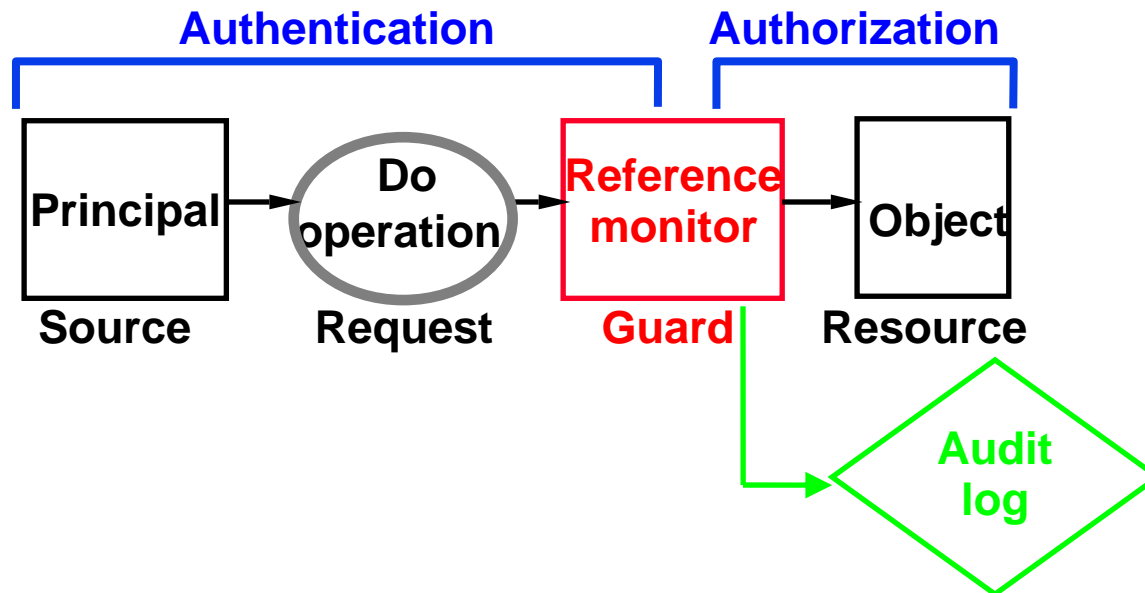 Authentication
Authorization
Principal
Do
operation
Reference
monitor
Object
Source
Request
Guard
Resource
Audit
log